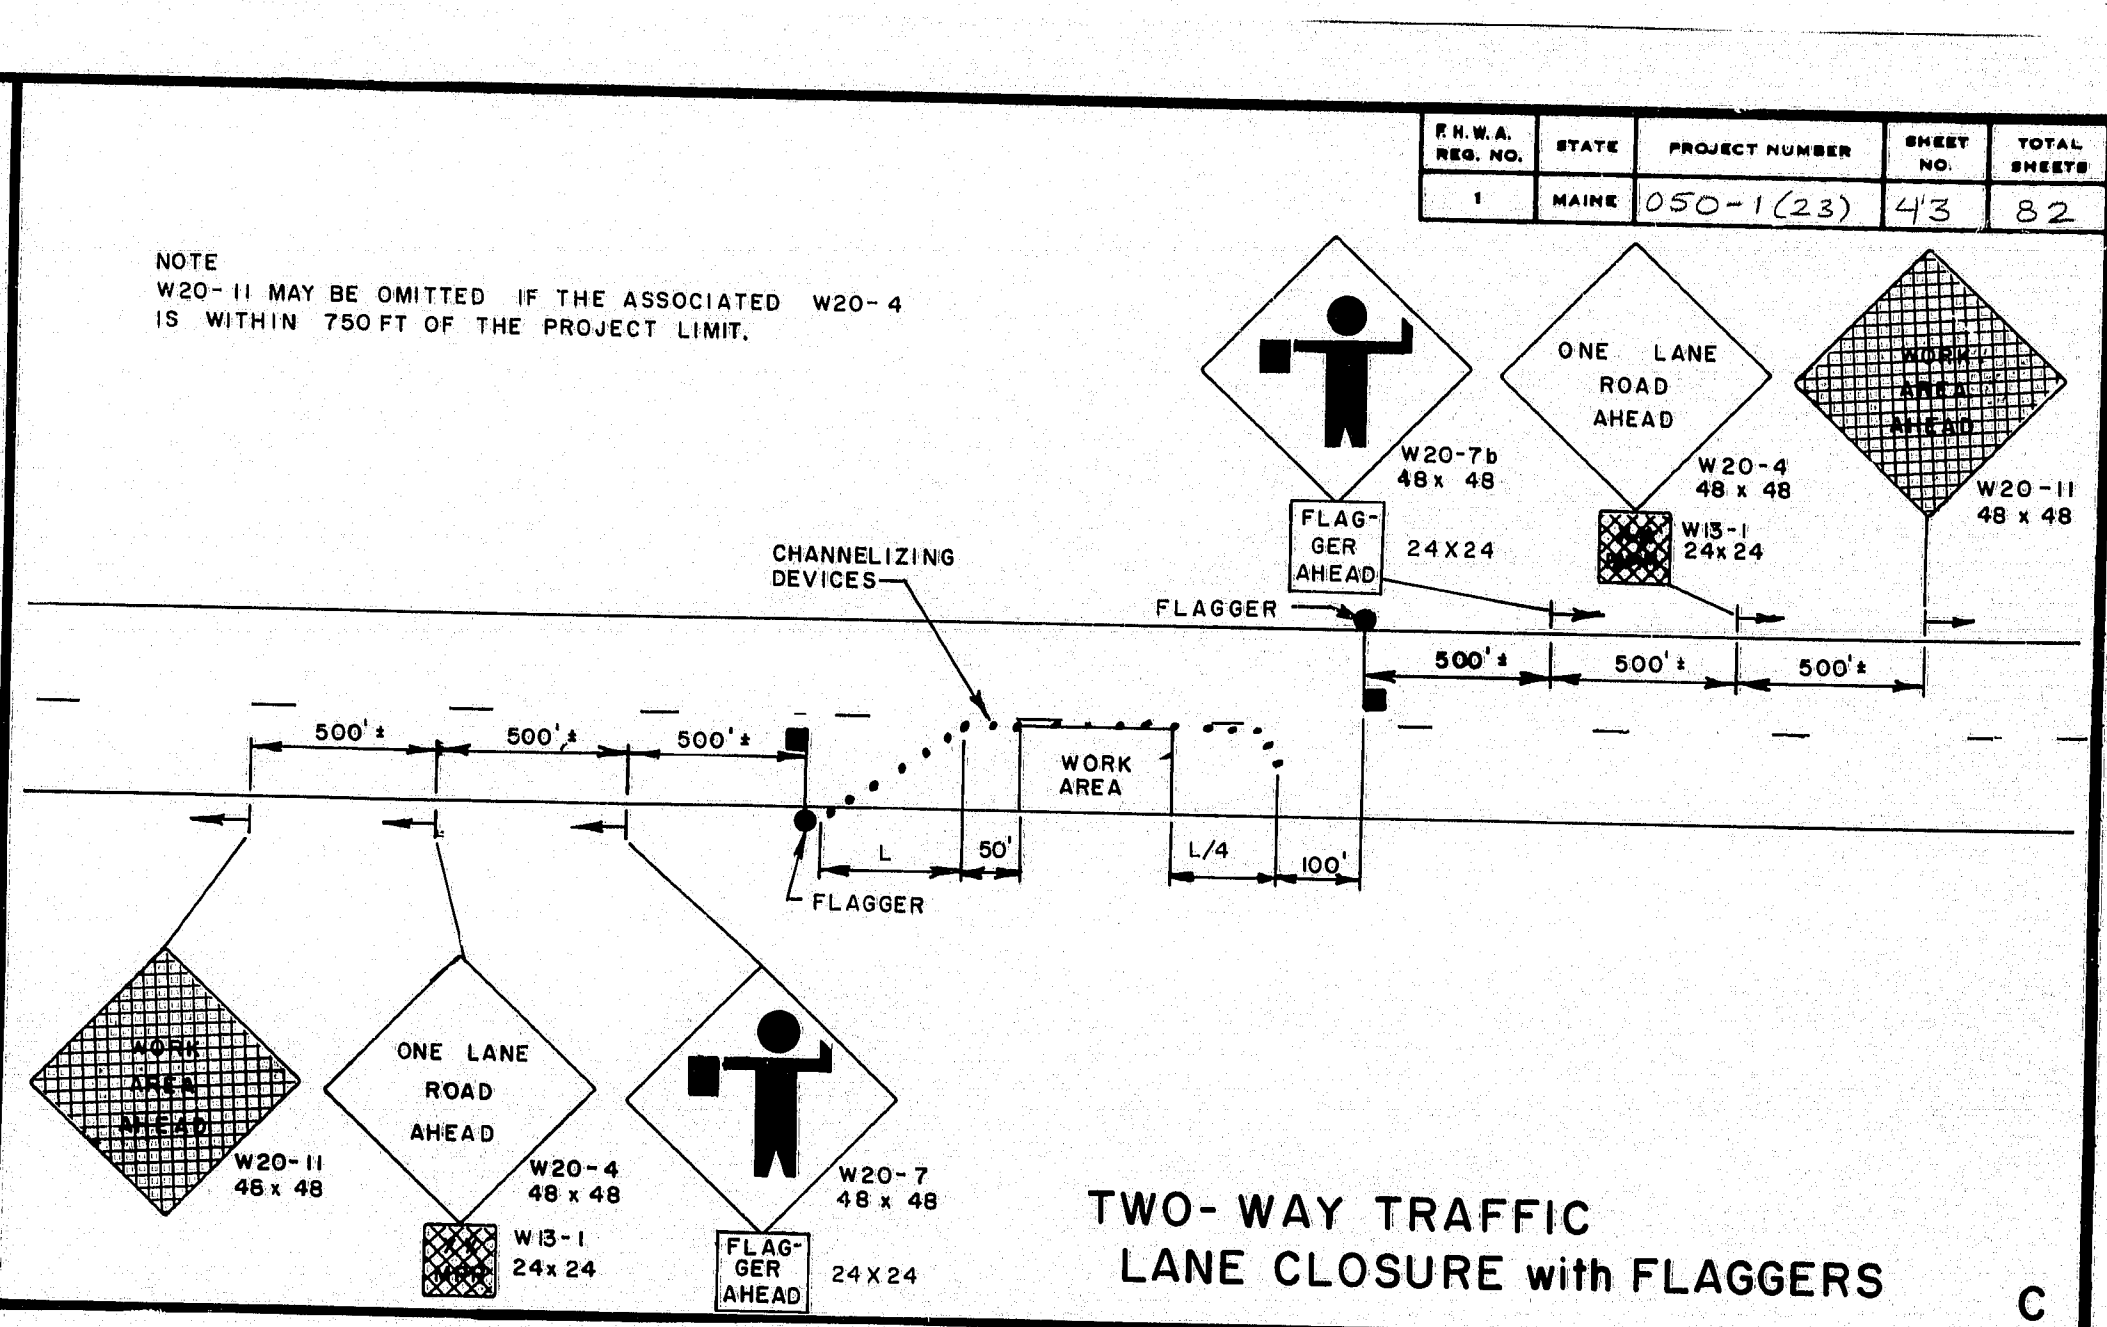 F.H.W.A. REG. NO.
STATE
PROJECT NUMBER
SHEET NO.
TOTAL SHEETS
1
MAINE
050-1(23)
43
82
NOTE
W20-11 MAY BE OMITTED IF THE ASSOCIATED W20-4
IS WITHIN 750 FT OF THE PROJECT LIMIT.
ONE LANE
ROAD
AHEAD
WORK
AREA
AHEAD
W20-7b
48 x 48
W20-4
48 x 48
W20-11
48 x 48
FLAG-
GER
AHEAD
24X24
W13-1
24x24
CHANNELIZING
DEVICES
FLAGGER
500'±
500'±
500'±
500'±
500'±
500'±
WORK
AREA
L
50'
L/4
100'
FLAGGER
WORK
AREA
AHEAD
W20-11
48 x 48
ONE LANE
ROAD
AHEAD
W20-4
48 x 48
W13-1
24x24
MPH
W20-7
48 x 48
FLAG-
GER
AHEAD
24X24
TWO-WAY TRAFFIC
LANE CLOSURE with FLAGGERS
C